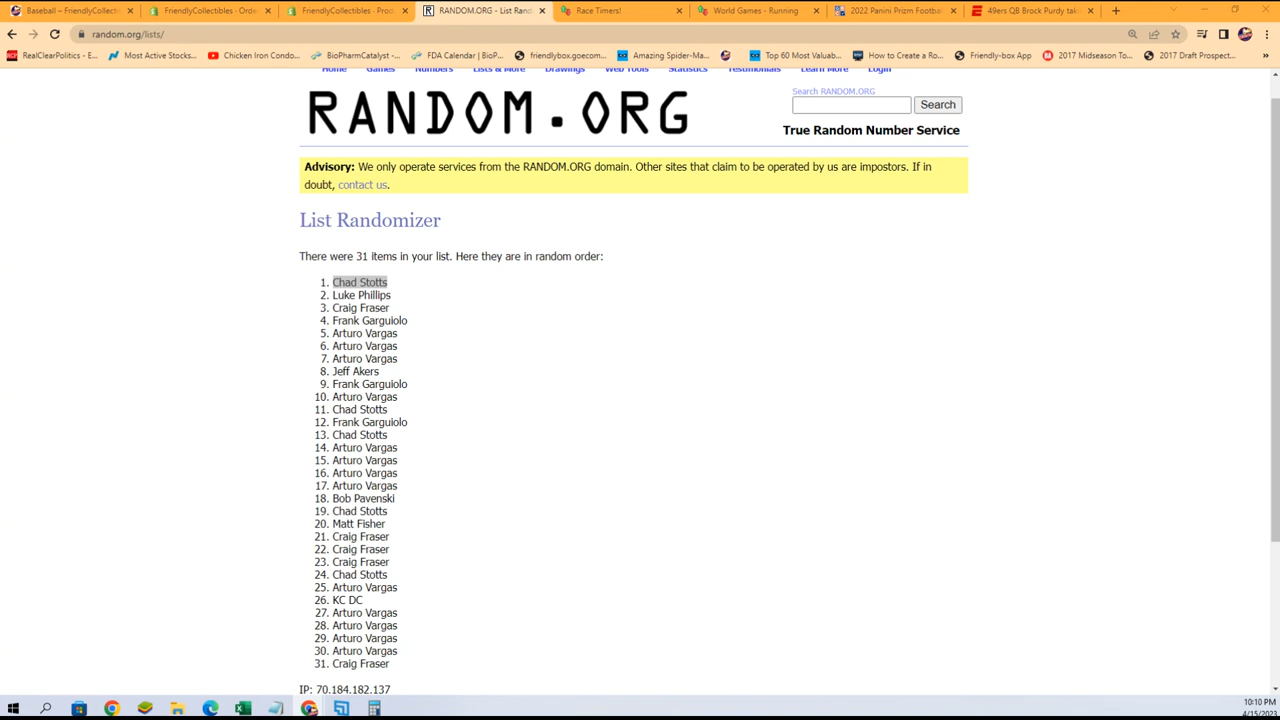 Baseball – FriendlyCollecti
FriendlyCollectibles · Ord
FriendlyCollectibles · Prod
RANDOM.ORG - List Rand
Race Timers!
World Games - Running
2022 Panini Prizm Footbal
49ers QB Brock Purdy tak
random.org/lists/
RealClearPolitics - E...
Most Active Stocks...
Chicken Iron Condo...
BioPharmCatalyst -...
FDA Calendar | BioP...
friendlybox.goecom...
Amazing Spider-Ma...
Top 60 Most Valuab...
How to Create a Ro...
Friendly-box App
2017 Midseason To...
2017 Draft Prospect...
Home Games Numbers Lists & More Drawings Web Tools Statistics Testimonials Learn More Login
Search RANDOM.ORG
RANDOM.ORG
Search
True Random Number Service
Advisory: We only operate services from the RANDOM.ORG domain. Other sites that claim to be operated by us are impostors. If in
doubt, contact us.
List Randomizer
There were 31 items in your list. Here they are in random order:
1. Chad Stotts
2. Luke Phillips
3. Craig Fraser
4. Frank Garguiolo
5. Arturo Vargas
6. Arturo Vargas
7. Arturo Vargas
8. Jeff Akers
9. Frank Garguiolo
10. Arturo Vargas
11. Chad Stotts
12. Frank Garguiolo
13. Chad Stotts
14. Arturo Vargas
15. Arturo Vargas
16. Arturo Vargas
17. Arturo Vargas
18. Bob Pavenski
19. Chad Stotts
20. Matt Fisher
21. Craig Fraser
22. Craig Fraser
23. Craig Fraser
24. Chad Stotts
25. Arturo Vargas
26. KC DC
27. Arturo Vargas
28. Arturo Vargas
29. Arturo Vargas
30. Arturo Vargas
31. Craig Fraser
IP: 70.184.182.137
10:10 PM
4/15/2023